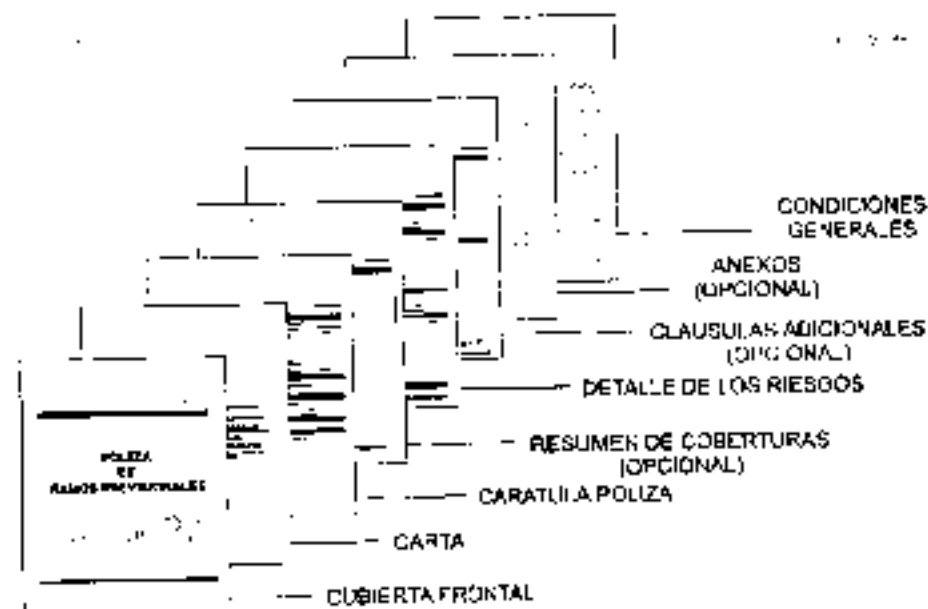 CONDICIONES
GENERALES
ANEXOS
(OPCIONAL)
CLAUSULAS ADICIONALES
(OPCIONAL)
DETALLE DE LOS RIESGOS
RESUMEN DE COBERTURAS
(OPCIONAL)
CARATULA POLIZA
CARTA
CUBIERTA FRONTAL
POLIZA
DE
RAMOS